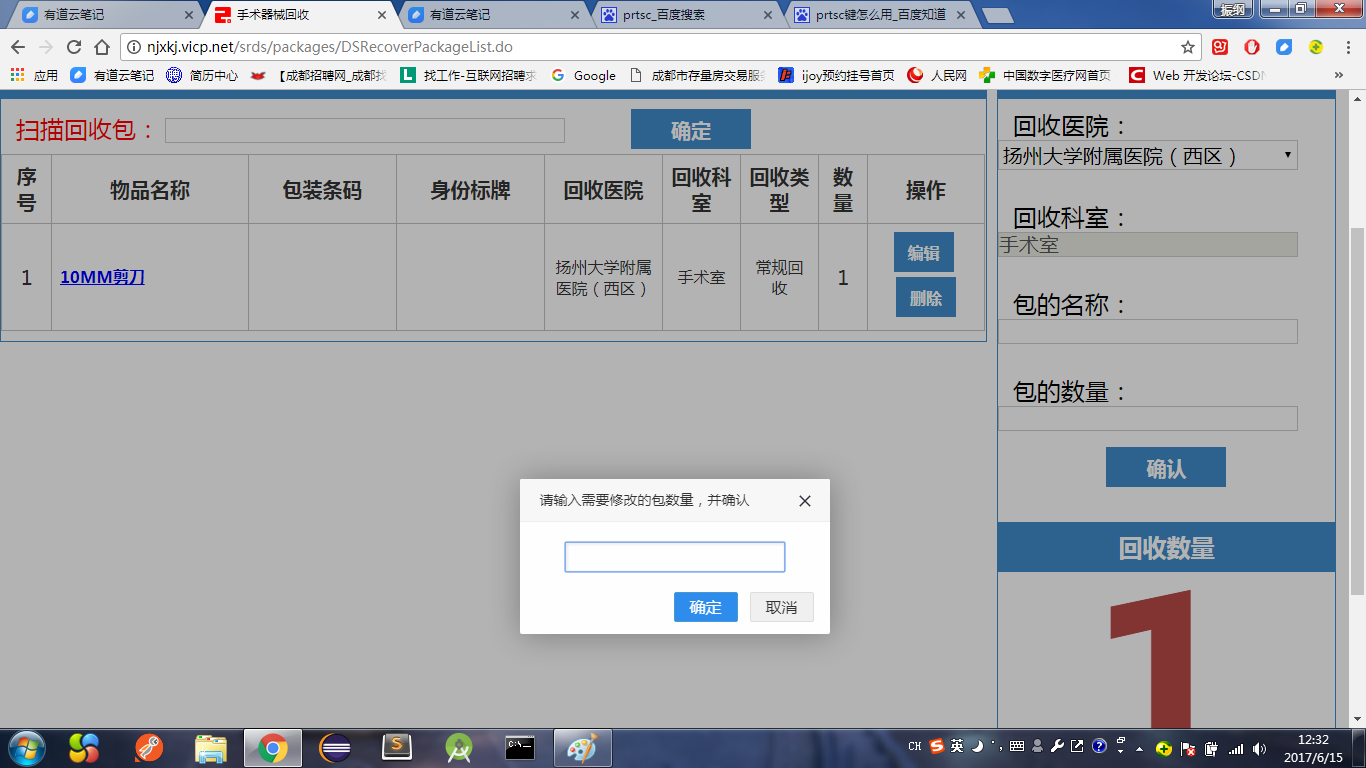 有道云笔记
手术器械回收
有道云笔记
prtsc_百度搜索
prtsc键怎么用_百度知道
振纲
njxkj.vicp.net/srds/packages/DSRecoverPackageList.do
应用
有道云笔记
简历中心
【成都招聘网_成都找
找工作-互联网招聘求
Google
成都市存量房交易服
ijoy预约挂号首页
人民网
中国数字医疗网首页
Web 开发论坛-CSDN
»
扫描回收包：
确定
序号
物品名称
包装条码
身份标牌
回收医院
回收科室
回收类型
数量
操作
1
10MM剪刀
扬州大学附属
医院（西区）
手术室
常规回收
1
编辑
删除
回收医院：
扬州大学附属医院（西区）
回收科室：
手术室
包的名称：
包的数量：
确认
回收数量
1
请输入需要修改的包数量，并确认
确定
取消
CH
英
12:32
2017/6/15